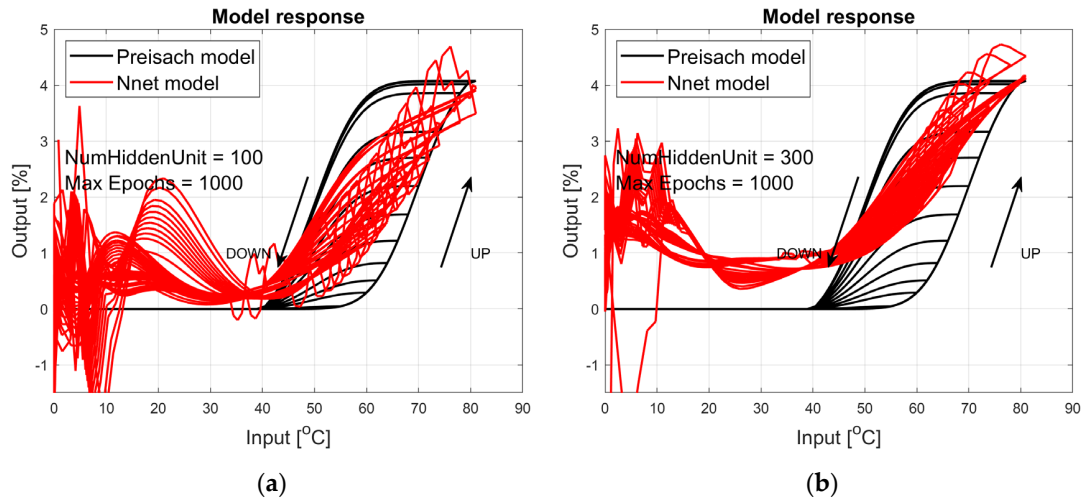 Model response
Preisach model
Nnet model
NumHiddenUnit = 100
Max Epochs = 1000
DOWN
UP
Output [%]
5
4
3
2
1
0
-1
0 10 20 30 40 50 60 70 80 90
Input [°C]
(a)
Model response
Preisach model
Nnet model
NumHiddenUnit = 300
Max Epochs = 1000
DOWN
UP
Output [%]
5
4
3
2
1
0
-1
0 10 20 30 40 50 60 70 80 90
Input [°C]
(b)